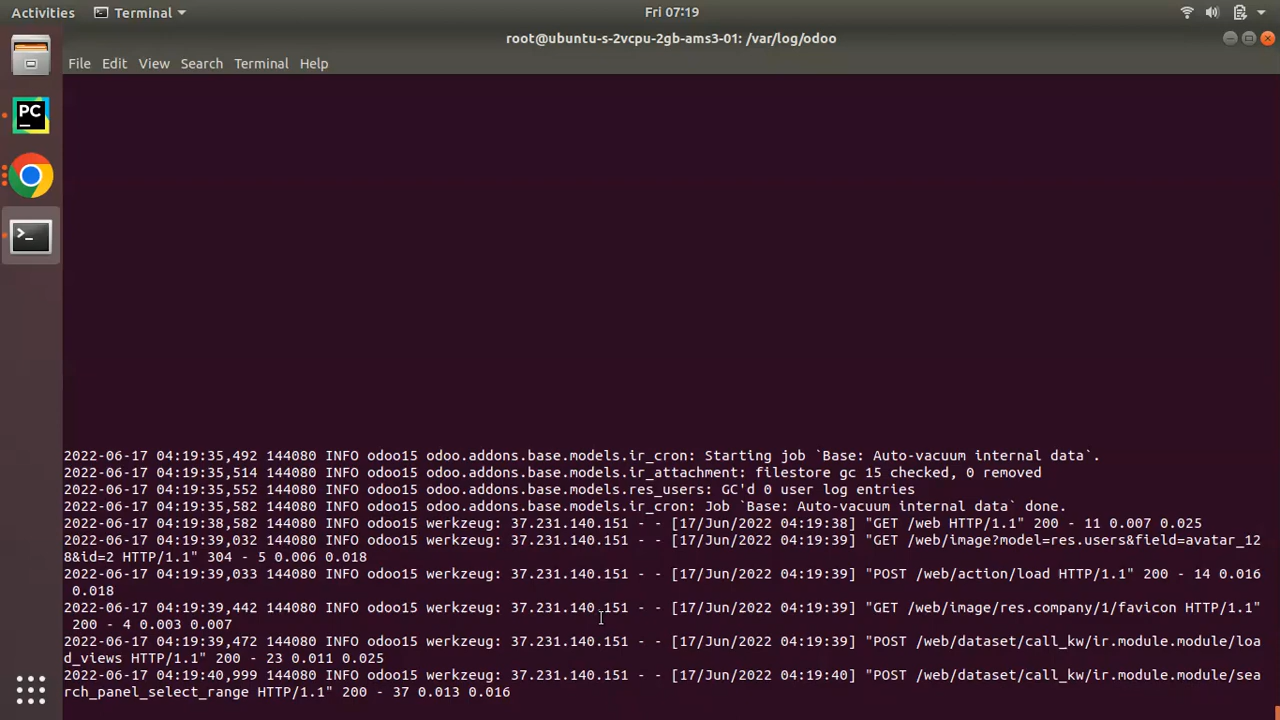 Activities Terminal Fri 07:19
root@ubuntu-s-2vcpu-2gb-ams3-01: /var/log/odoo
File Edit View Search Terminal Help
PC
2022-06-17 04:19:35,492 144080 INFO odoo15 odoo.addons.base.models.ir_cron: Starting job `Base: Auto-vacuum internal data`.
2022-06-17 04:19:35,514 144080 INFO odoo15 odoo.addons.base.models.ir_attachment: filestore gc 15 checked, 0 removed
2022-06-17 04:19:35,552 144080 INFO odoo15 odoo.addons.base.models.res_users: GC'd 0 user log entries
2022-06-17 04:19:35,582 144080 INFO odoo15 odoo.addons.base.models.ir_cron: Job `Base: Auto-vacuum internal data` done.
2022-06-17 04:19:38,582 144080 INFO odoo15 werkzeug: 37.231.140.151 - - [17/Jun/2022 04:19:38] "GET /web HTTP/1.1" 200 - 11 0.007 0.025
2022-06-17 04:19:39,032 144080 INFO odoo15 werkzeug: 37.231.140.151 - - [17/Jun/2022 04:19:39] "GET /web/image?model=res.users&field=avatar_12
8&id=2 HTTP/1.1" 304 - 5 0.006 0.018
2022-06-17 04:19:39,033 144080 INFO odoo15 werkzeug: 37.231.140.151 - - [17/Jun/2022 04:19:39] "POST /web/action/load HTTP/1.1" 200 - 14 0.016
0.018
2022-06-17 04:19:39,442 144080 INFO odoo15 werkzeug: 37.231.140.151 - - [17/Jun/2022 04:19:39] "GET /web/image/res.company/1/favicon HTTP/1.1"
200 - 4 0.003 0.007
2022-06-17 04:19:39,472 144080 INFO odoo15 werkzeug: 37.231.140.151 - - [17/Jun/2022 04:19:39] "POST /web/dataset/call_kw/ir.module.module/loa
d_views HTTP/1.1" 200 - 23 0.011 0.025
2022-06-17 04:19:40,999 144080 INFO odoo15 werkzeug: 37.231.140.151 - - [17/Jun/2022 04:19:40] "POST /web/dataset/call_kw/ir.module.module/sea
rch_panel_select_range HTTP/1.1" 200 - 37 0.013 0.016